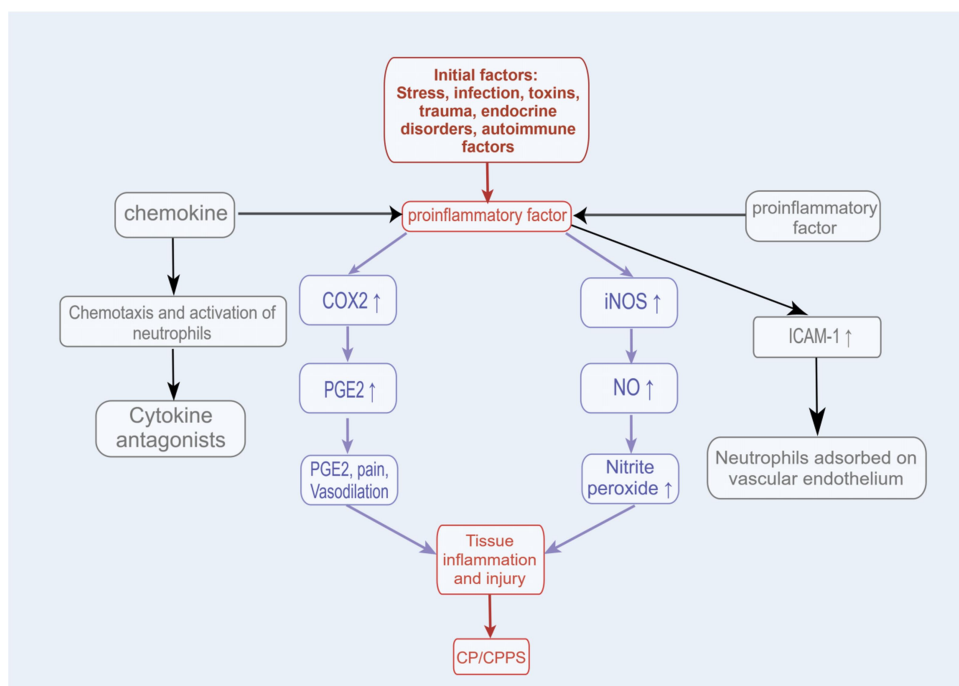 Initial factors:
Stress, infection, toxins,
trauma, endocrine
disorders, autoimmune
factors
chemokine
proinflammatory factor
proinflammatory
factor
COX2 ↑
iNOS ↑
Chemotaxis and activation of
neutrophils
ICAM-1 ↑
PGE2 ↑
NO ↑
Cytokine
antagonists
PGE2, pain,
Vasodilation
Nitrite
peroxide ↑
Neutrophils adsorbed on
vascular endothelium
Tissue
inflammation
and injury
CP/CPPS